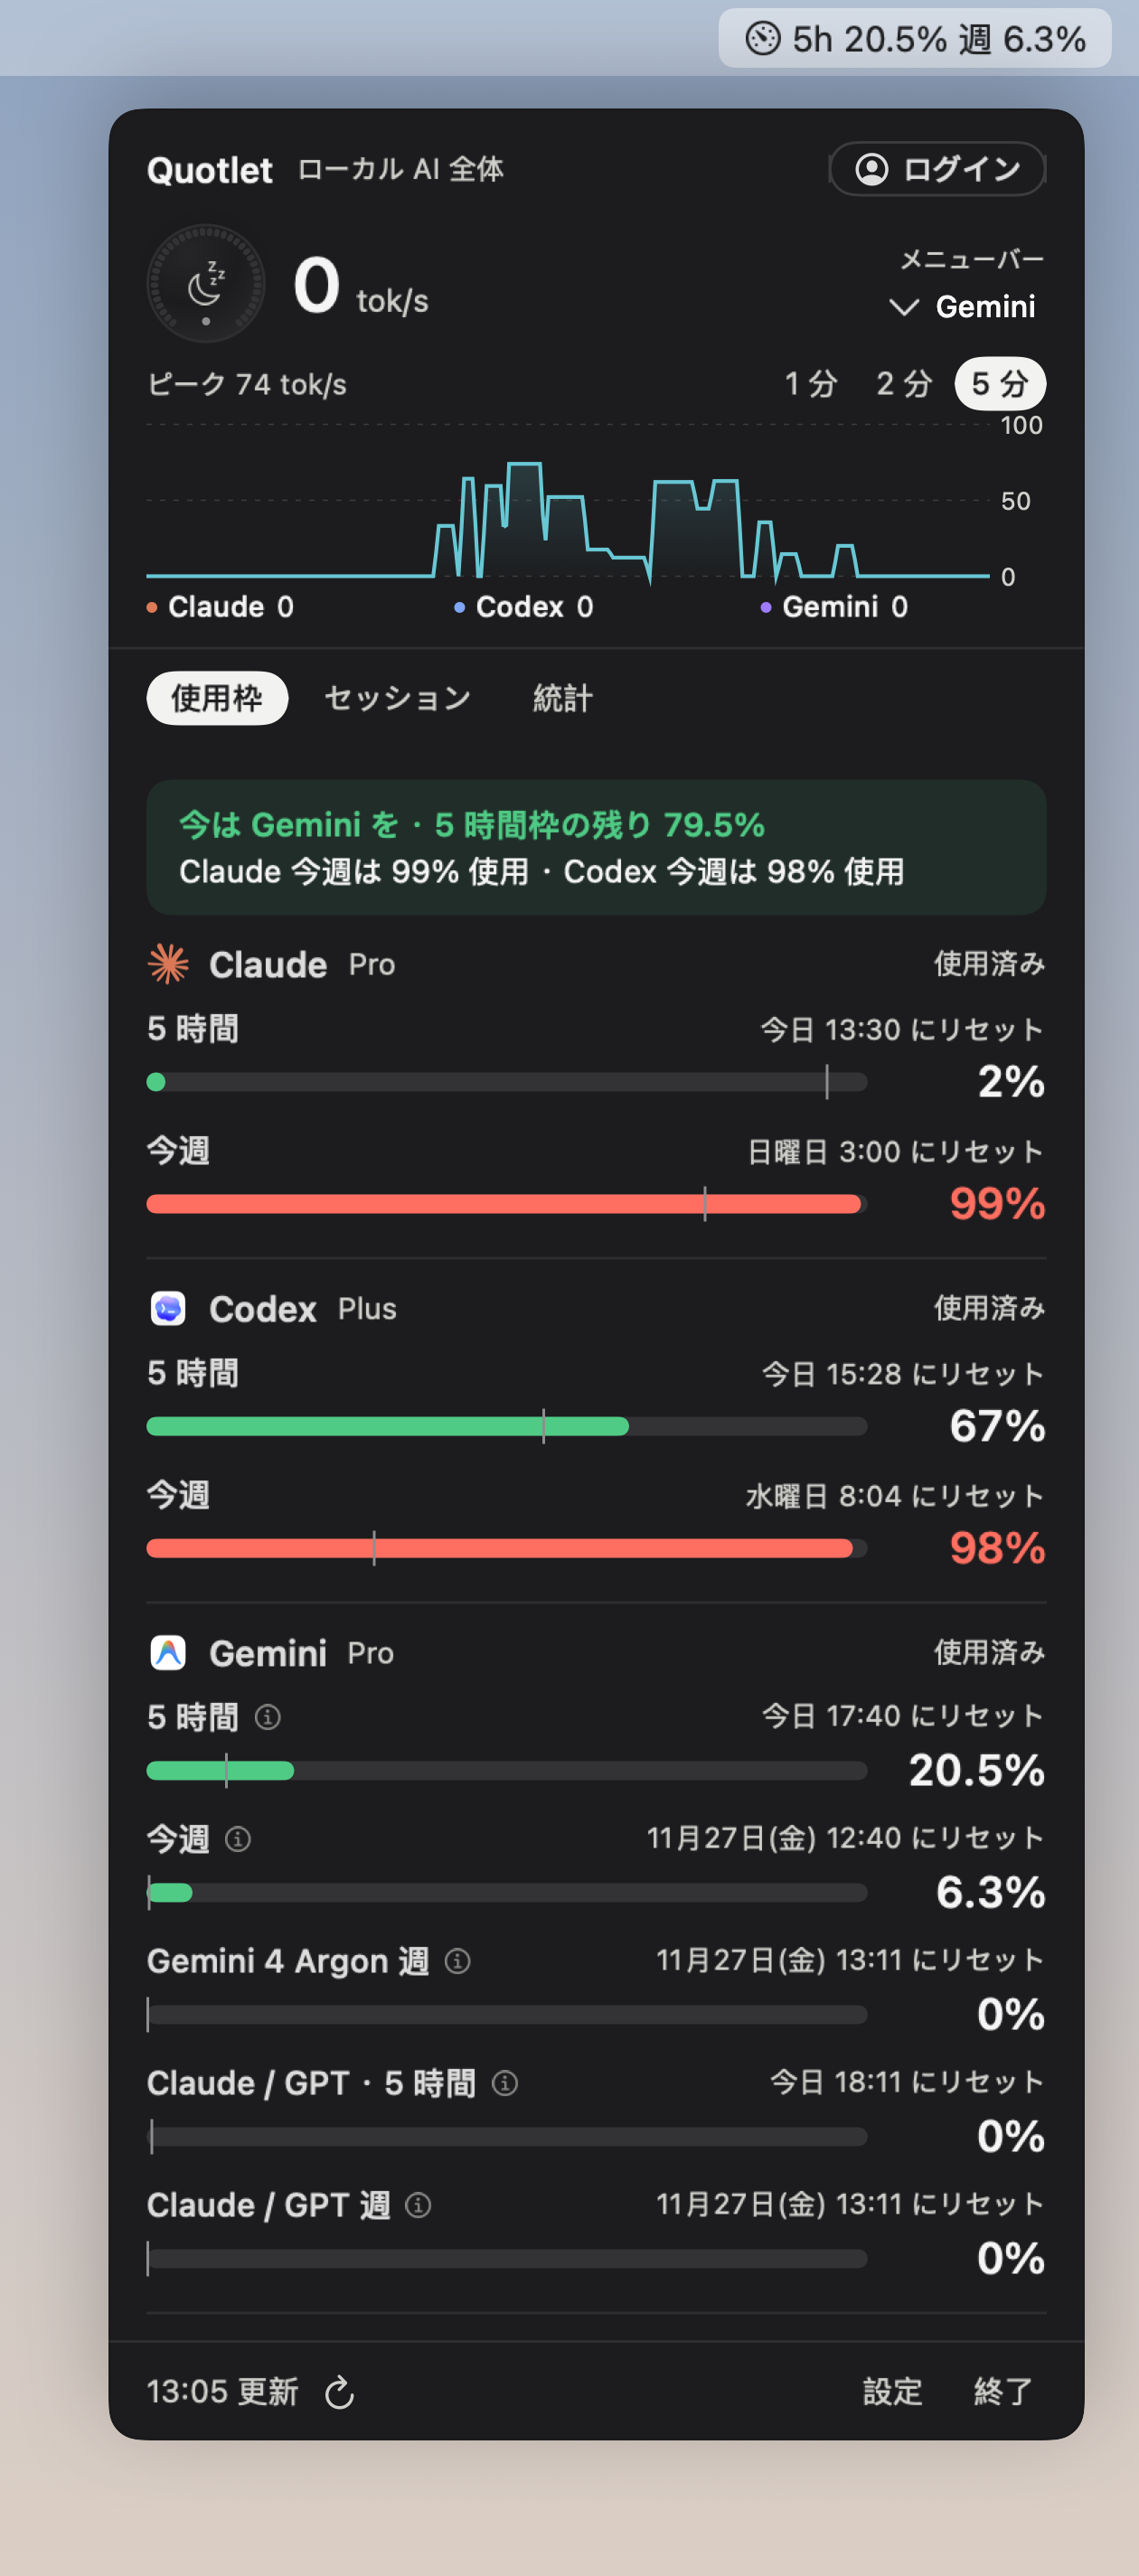 5h 20.5% 週 6.3%
Quotlet ローカル AI 全体
ログイン
0 tok/s
メニューバー
Gemini
ピーク 74 tok/s
1 分 2 分 5 分
100
50
0
Claude 0 Codex 0 Gemini 0
使用枠 セッション 統計
今は Gemini を · 5 時間枠の残り 79.5%
Claude 今週は 99% 使用 · Codex 今週は 98% 使用
Claude Pro 使用済み
5 時間 今日 13:30 にリセット
2%
今週 日曜日 3:00 にリセット
99%
Codex Plus 使用済み
5 時間 今日 15:28 にリセット
67%
今週 水曜日 8:04 にリセット
98%
Gemini Pro 使用済み
5 時間 今日 17:40 にリセット
20.5%
今週 11月27日(金) 12:40 にリセット
6.3%
Gemini 4 Argon 週 11月27日(金) 13:11 にリセット
0%
Claude / GPT · 5 時間 今日 18:11 にリセット
0%
Claude / GPT 週 11月27日(金) 13:11 にリセット
0%
13:05 更新 設定 終了